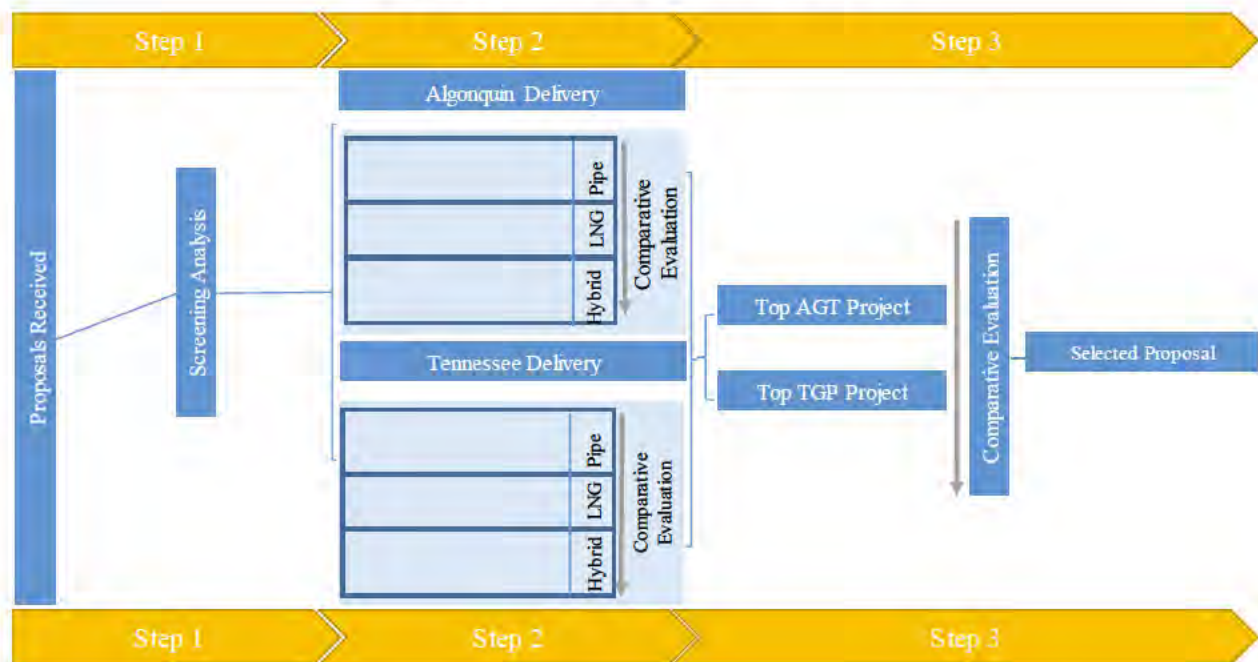 Step 1
Step 2
Step 3
Proposals Received
Screening Analysis
Algonquin Delivery
Pipe
LNG
Hybrid
Comparative
Evaluation
Tennessee Delivery
Pipe
LNG
Hybrid
Comparative
Evaluation
Top AGT Project
Top TGP Project
Comparative Evaluation
Selected Proposal
Step 1
Step 2
Step 3